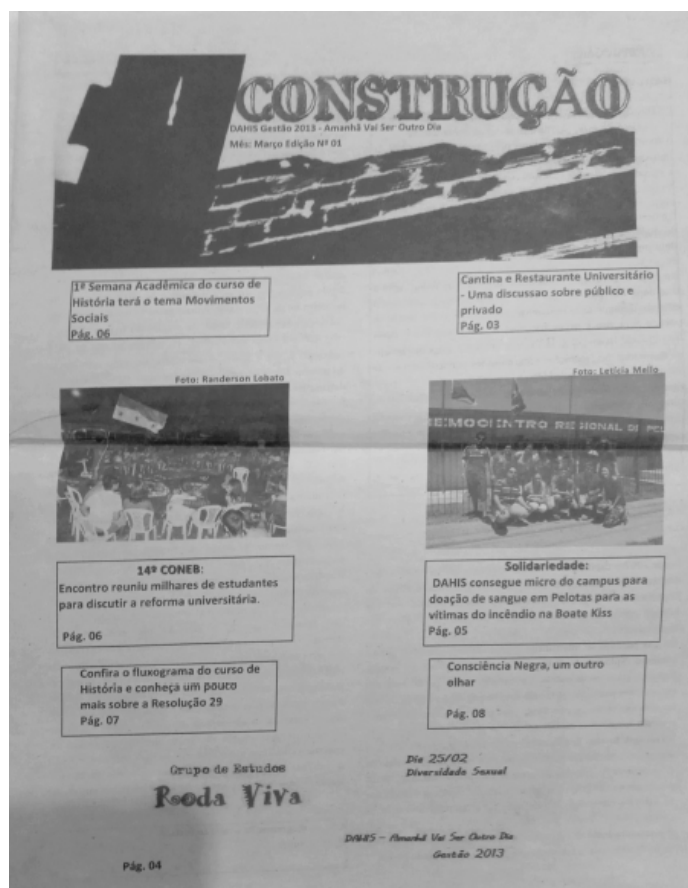 CONSTRUÇÃO
DAHIS Gestão 2013 - Amanhã Vai Ser Outro Dia
Mês: Março Edição Nº 01
1ª Semana Acadêmica do curso de
História terá o tema Movimentos
Sociais
Pág. 06
Cantina e Restaurante Universitário
- Uma discussao sobre público e
privado
Pág. 03
Foto: Randerson Lobato
Foto: Letícia Mello
HEMOCENTRO REGIONAL DE PEL
14º CONEB:
Encontro reuniu milhares de estudantes
para discutir a reforma universitária.
Pág. 06
Solidariedade:
DAHIS consegue micro do campus para
doação de sangue em Pelotas para as
vítimas do incêndio na Boate Kiss
Pág. 05
Confira o fluxograma do curso de
História e conheça um pouco
mais sobre a Resolução 29
Pág. 07
Consciência Negra, um outro
olhar
Pág. 08
Grupo de Estudos
Roda Viva
Pág. 04
Dia 25/02
Diversidade Sexual
DAHIS - Amanhã Vai Ser Outro Dia
Gestão 2013